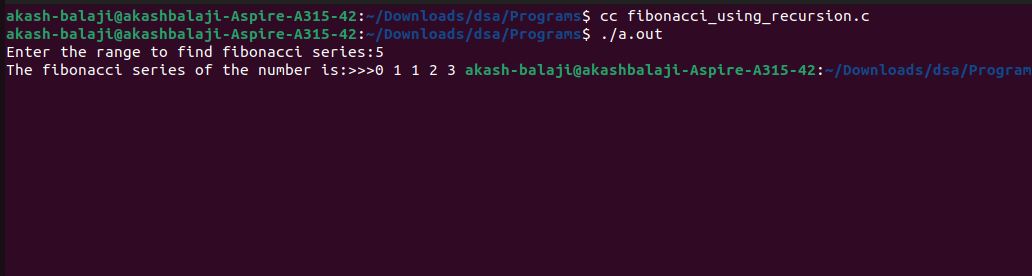 akash-balaji@akashbalaji-Aspire-A315-42:~/Downloads/dsa/Programs$ cc fibonacci_using_recursion.c
akash-balaji@akashbalaji-Aspire-A315-42:~/Downloads/dsa/Programs$ ./a.out
Enter the range to find fibonacci series:5
The fibonacci series of the number is:>>>0 1 1 2 3 akash-balaji@akashbalaji-Aspire-A315-42:~/Downloads/dsa/Program